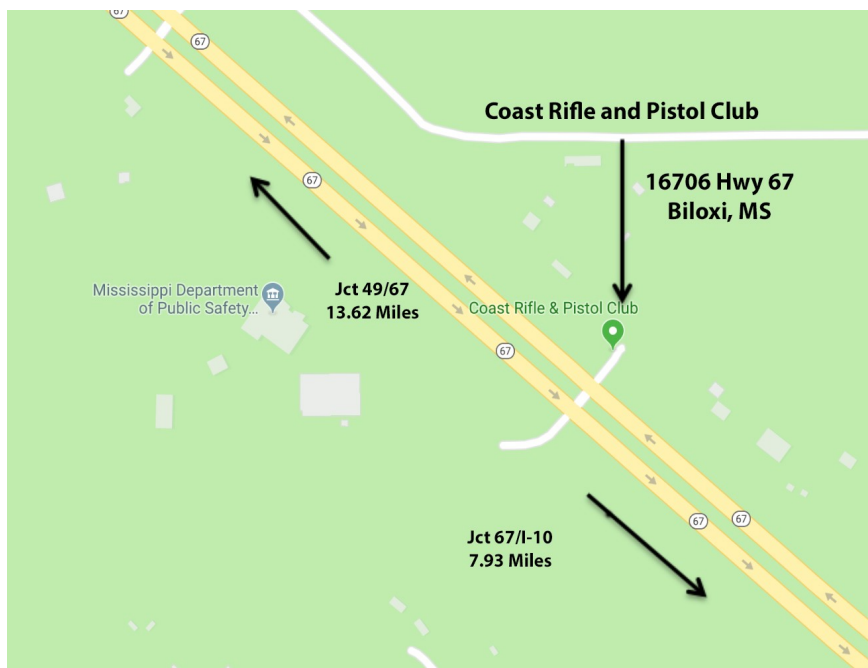 67
67
Coast Rifle and Pistol Club
67
16706 Hwy 67
Biloxi, MS
Mississippi Department
of Public Safety...
Jct 49/67
13.62 Miles
Coast Rifle & Pistol Club
67
Jct 67/I-10
7.93 Miles
67
67